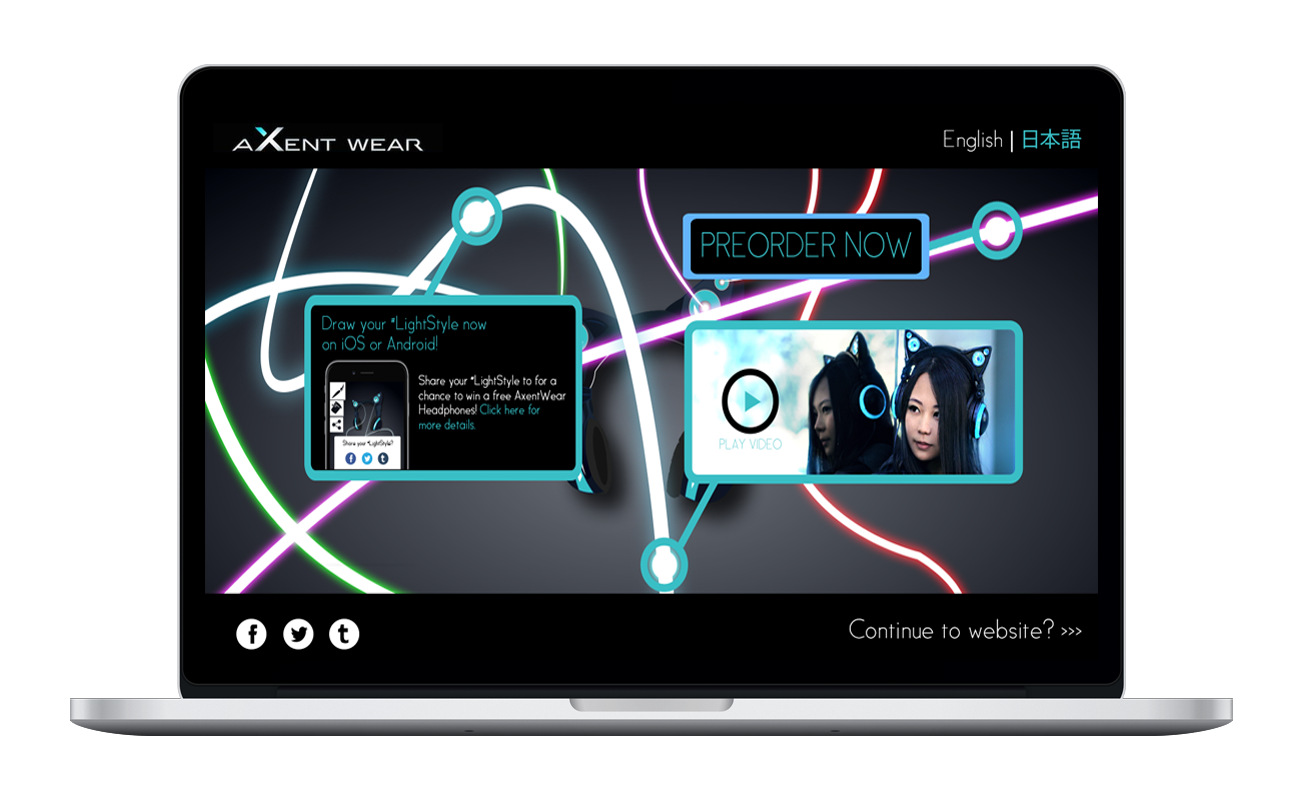 AXENT WEAR
English | 日本語
PREORDER NOW
Draw your *LightStyle now
on iOS or Android!
Share your *LightStyle to for a
chance to win a free AxentWear
Headphones! Click here for
more details.
Share your *LightStyle?
PLAY VIDEO
Continue to website? >>>